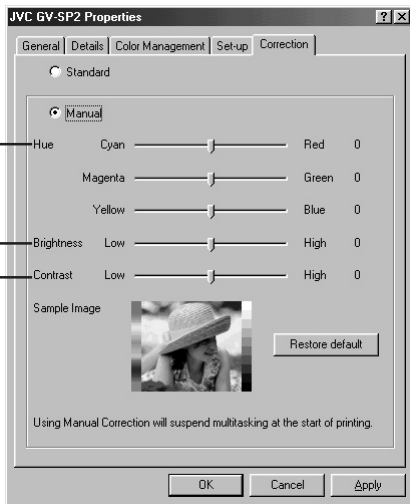 JVC GV-SP2 Properties ? ×
General Details Color Management Set-up Correction
Standard
Manual
Hue Cyan Red 0
Magenta Green 0
Yellow Blue 0
Brightness Low High 0
Contrast Low High 0
Sample Image
Restore default
Using Manual Correction will suspend multitasking at the start of printing.
OK Cancel Apply